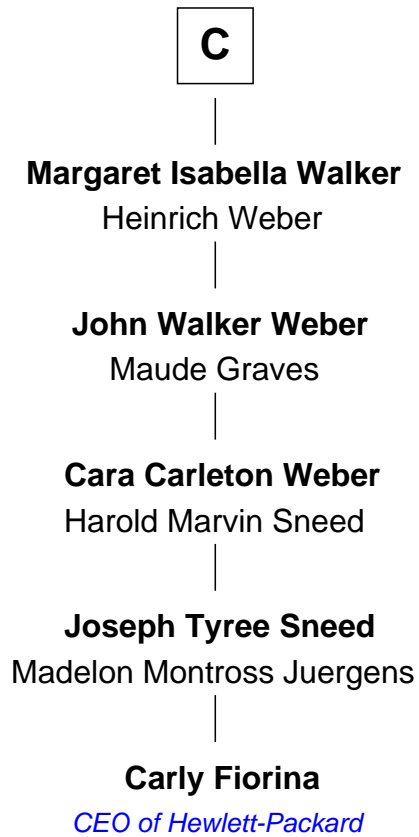 C
Margaret Isabella Walker
Heinrich Weber
John Walker Weber
Maude Graves
Cara Carleton Weber
Harold Marvin Sneed
Joseph Tyree Sneed
Madelon Montross Juergens
Carly Fiorina
CEO of Hewlett-Packard